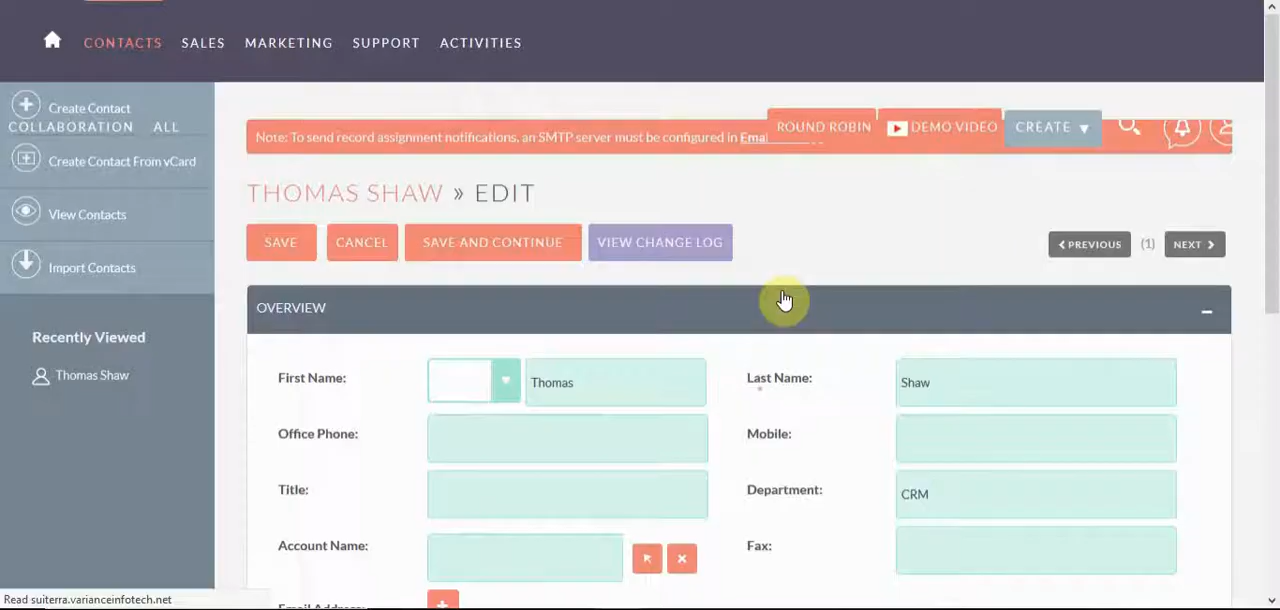 CONTACTS SALES MARKETING SUPPORT ACTIVITIES
COLLABORATION ALL
ROUND ROBIN DEMO VIDEO CREATE
Create Contact
Create Contact From vCard
View Contacts
Import Contacts
Recently Viewed
Thomas Shaw
Note: To send record assignment notifications, an SMTP server must be configured in Emai
THOMAS SHAW » EDIT
SAVE CANCEL SAVE AND CONTINUE VIEW CHANGE LOG PREVIOUS (1) NEXT
OVERVIEW
First Name: Thomas Last Name: Shaw
*
Office Phone: Mobile:
Title: Department: CRM
Account Name: Fax:
Email Address:
Read suiterra.varianceinfotech.net